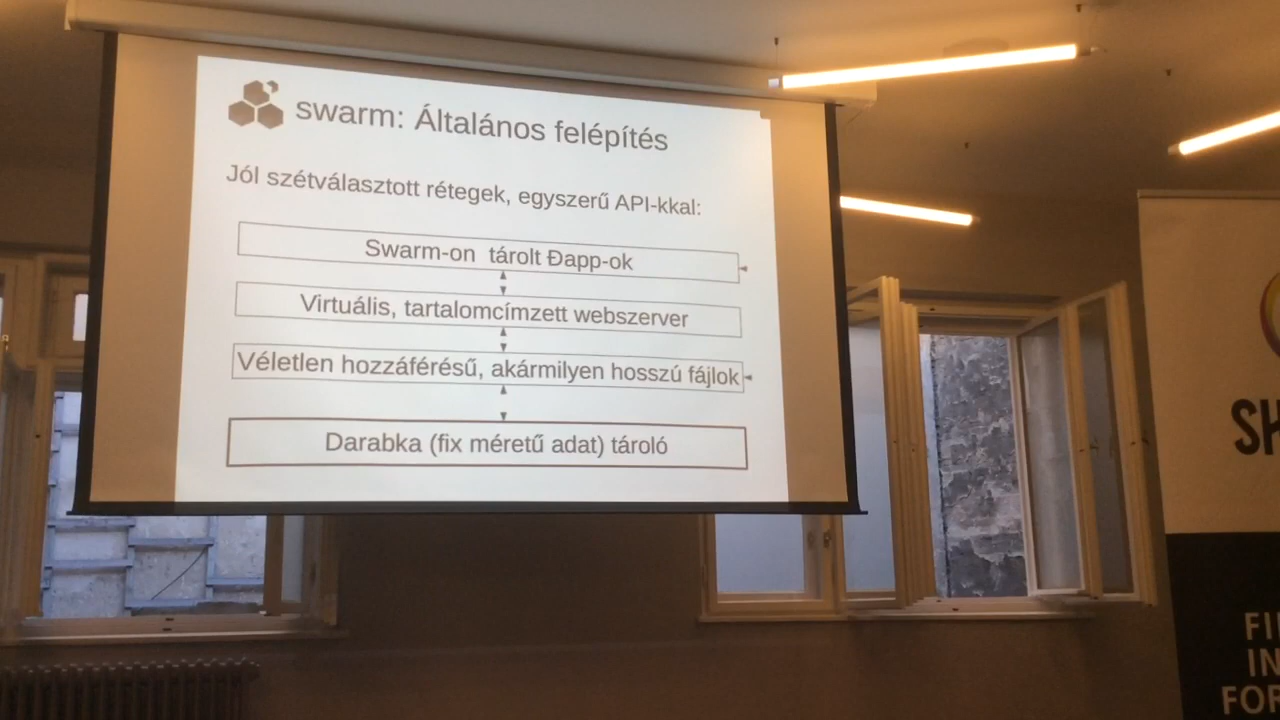 swarm: Általános felépítés
Jól szétválasztott rétegek, egyszerű API-kkal:
Swarm-on tárolt Đapp-ok
Virtuális, tartalomcímzett webszerver
Véletlen hozzáférésű, akármilyen hosszú fájlok
Darabka (fix méretű adat) tároló